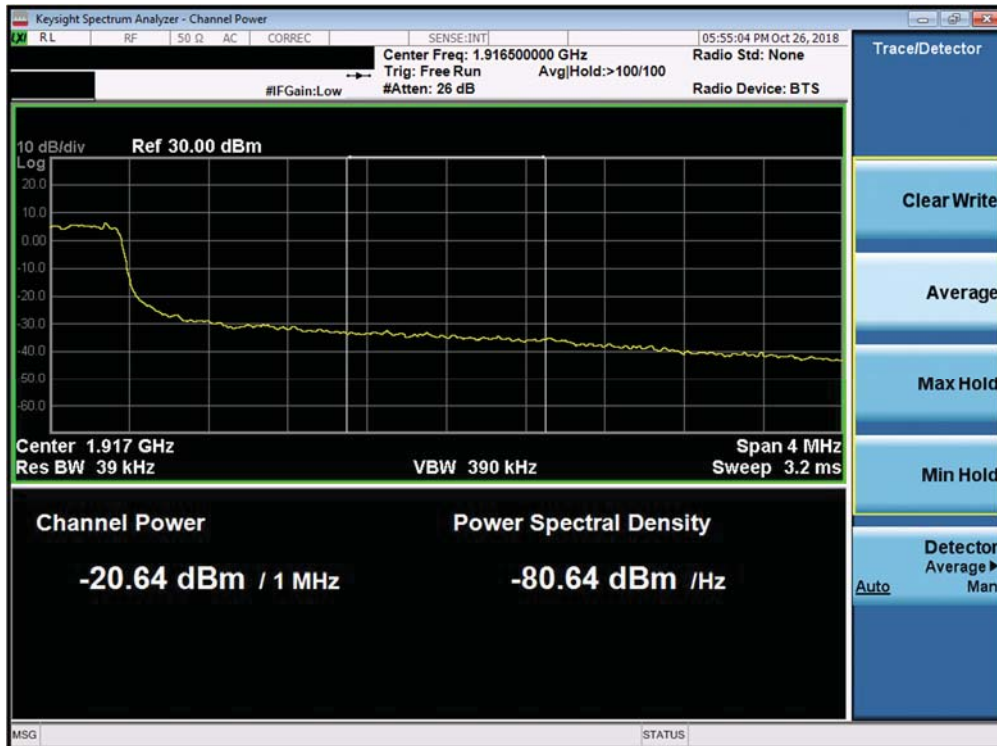 Keysight Spectrum Analyzer - Channel Power
LXI RL RF 50 Ω AC CORREC SENSE:INT 05:55:04 PM Oct 26, 2018
Center Freq: 1.916500000 GHz Radio Std: None
Trig: Free Run Avg|Hold:>100/100
#IFGain:Low #Atten: 26 dB Radio Device: BTS
10 dB/div Ref 30.00 dBm
Log
20.0
10.0
0.00
-10.0
-20.0
-30.0
-40.0
-50.0
-60.0
Center 1.917 GHz Span 4 MHz
Res BW 39 kHz VBW 390 kHz Sweep 3.2 ms
Channel Power Power Spectral Density
-20.64 dBm / 1 MHz -80.64 dBm /Hz
MSG STATUS
Trace/Detector
Clear Write
Average
Max Hold
Min Hold
Detector
Average
Auto Man